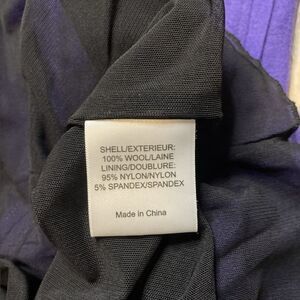 SHELL/EXTERIEUR:
100% WOOL/LAINE
LINING/DOUBLURE:
95% NYLON/NYLON
5% SPANDEX/SPANDEX
Made in China